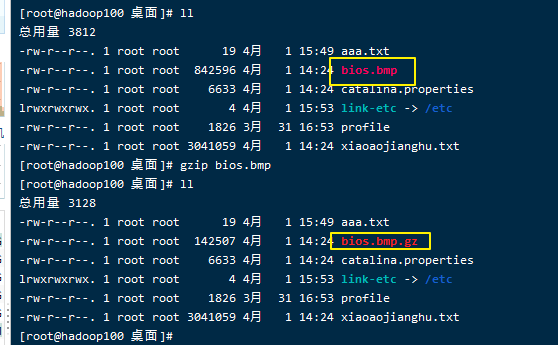 [root@hadoop100 桌面]# ll
总用量 3812
-rw-r--r--. 1 root root      19 4月   1 15:49 aaa.txt
-rw-r--r--. 1 root root  842596 4月   1 14:24 bios.bmp
-rw-r--r--. 1 root root    6633 4月   1 14:24 catalina.properties
lrwxrwxrwx. 1 root root       4 4月   1 15:53 link-etc -> /etc
-rw-r--r--. 1 root root    1826 3月  31 16:53 profile
-rw-r--r--. 1 root root 3041059 4月   1 14:24 xiaoaojianghu.txt
[root@hadoop100 桌面]# gzip bios.bmp
[root@hadoop100 桌面]# ll
总用量 3128
-rw-r--r--. 1 root root      19 4月   1 15:49 aaa.txt
-rw-r--r--. 1 root root  142507 4月   1 14:24 bios.bmp.gz
-rw-r--r--. 1 root root    6633 4月   1 14:24 catalina.properties
lrwxrwxrwx. 1 root root       4 4月   1 15:53 link-etc -> /etc
-rw-r--r--. 1 root root    1826 3月  31 16:53 profile
-rw-r--r--. 1 root root 3041059 4月   1 14:24 xiaoaojianghu.txt
[root@hadoop100 桌面]#